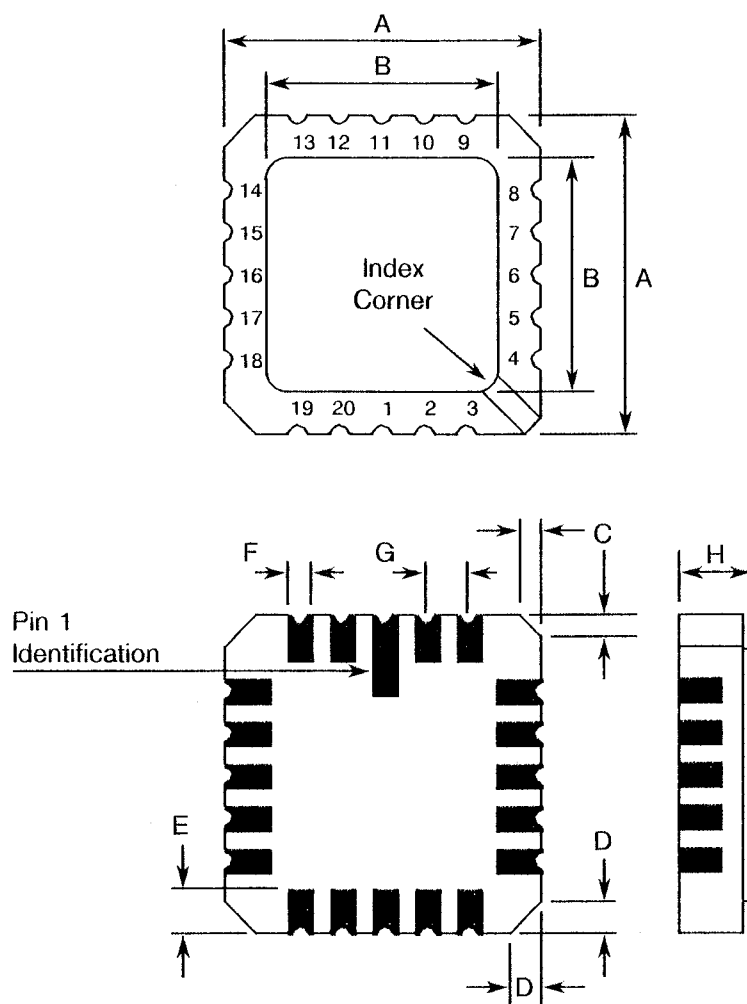 A
B
13 12 11 10 9
14 8
15 7
16 6
17 5
18 4
Index
Corner
B A
19 20 1 2 3
C
F G H
Pin 1
Identification
E D
D